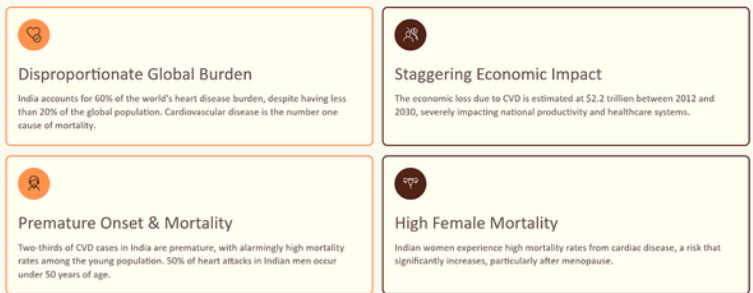 Disproportionate Global Burden
India accounts for 60% of the world's heart disease burden, despite having less
than 20% of the global population. Cardiovascular disease is the number one
cause of mortality.
Staggering Economic Impact
The economic loss due to CVD is estimated at $2.2 trillion between 2012 and
2030, severely impacting national productivity and healthcare systems.
Premature Onset & Mortality
Two-thirds of CVD cases in India are premature, with alarmingly high mortality
rates among the young population. 50% of heart attacks in Indian men occur
under 50 years of age.
High Female Mortality
Indian women experience high mortality rates from cardiac disease, a risk that
significantly increases, particularly after menopause.